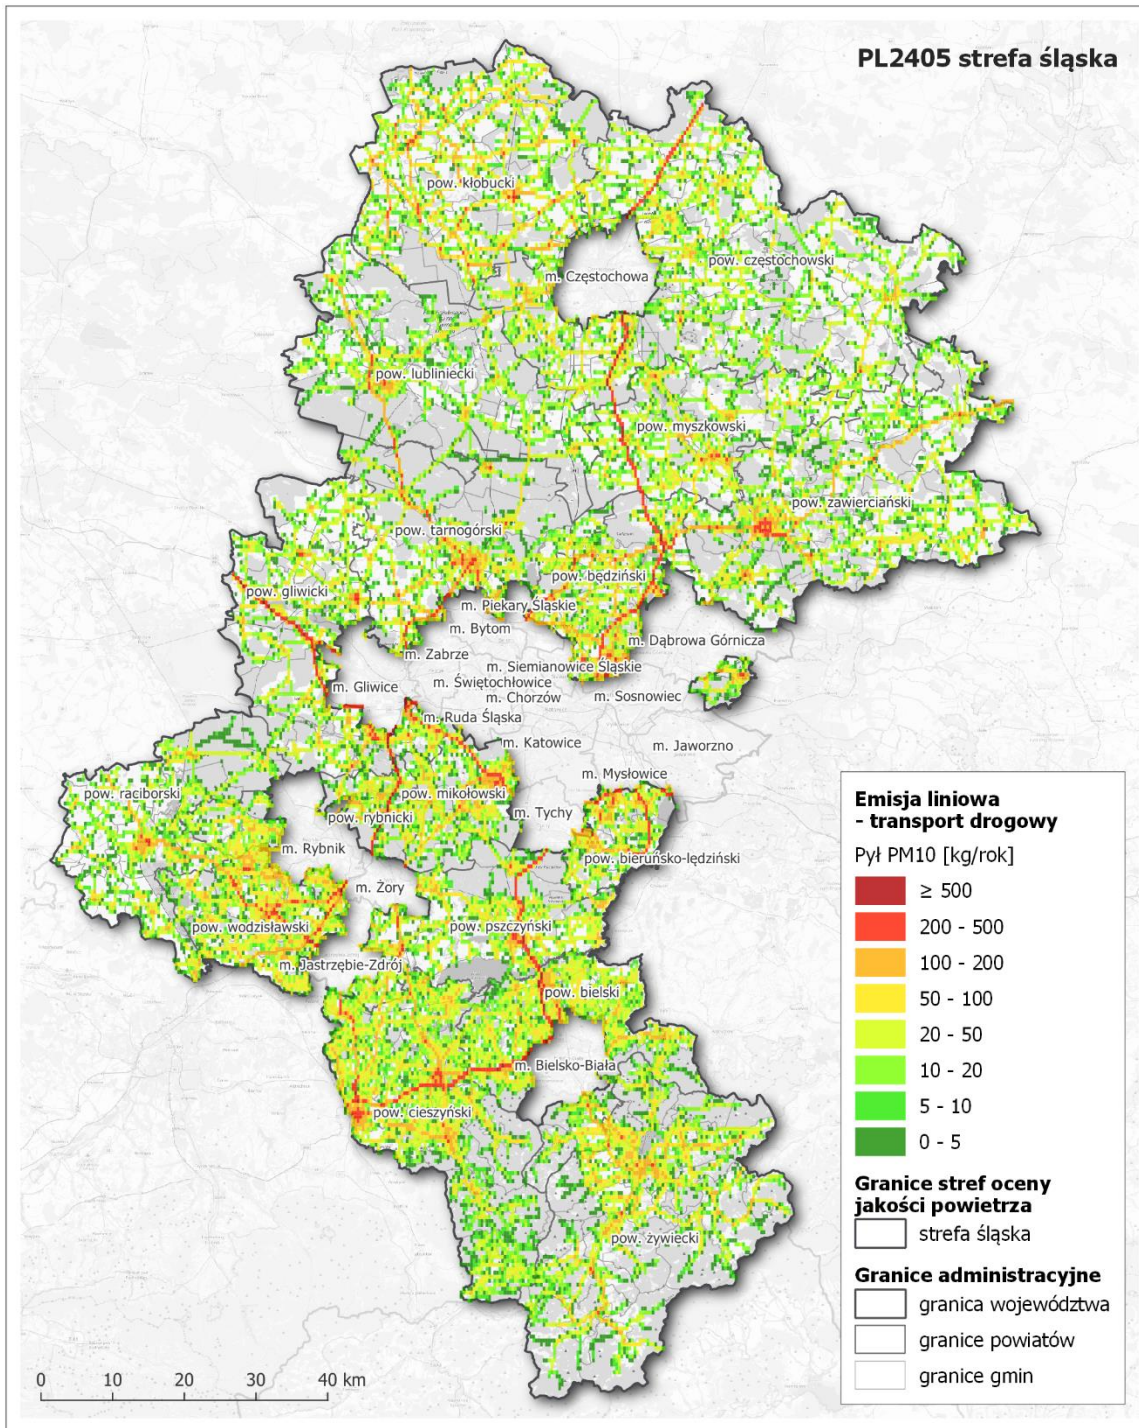 PL2405 strefa śląska
pow. kłobucki
pow. częstochowski
m. Częstochowa
pow. lubliniecki
pow. myszkowski
pow. zawierciański
pow. tarnogórski
pow. będziński
pow. gliwicki
m. Piekary Śląskie
m. Bytom
m. Dąbrowa Górnicza
m. Zabrze
m. Siemianowice Śląskie
m. Świętochłowice
m. Gliwice
m. Chorzów
m. Sosnowiec
m. Ruda Śląska
m. Katowice
m. Jaworzno
m. Mysłowice
pow. raciborski
pow. mikołowski
m. Tychy
pow. rybnicki
m. Rybnik
pow. bieruńsko-lędziński
m. Żory
pow. wodzisławski
pow. pszczyński
m. Jastrzębie-Zdrój
pow. bielski
m. Bielsko-Biała
pow. cieszyński
pow. żywiecki
Emisja liniowa
- transport drogowy
Pył PM10 [kg/rok]
≥ 500
200 - 500
100 - 200
50 - 100
20 - 50
10 - 20
5 - 10
0 - 5
Granice stref oceny
jakości powietrza
strefa śląska
Granice administracyjne
granica województwa
granice powiatów
granice gmin
0 10 20 30 40 km